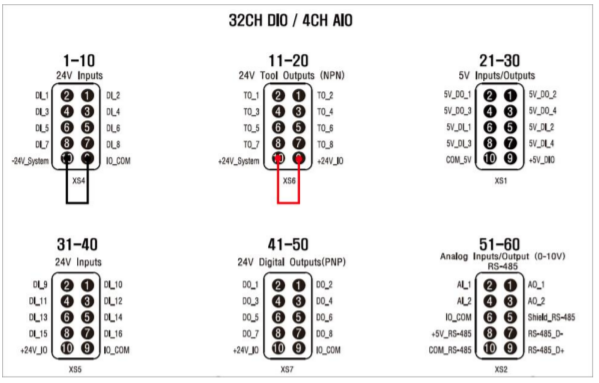 32CH DIO / 4CH AIO
1-10
24V Inputs
DI_1 2 1 DI_2
DI_3 4 3 DI_4
DI_5 6 5 DI_6
DI_7 8 7 DI_8
-24V_System 10 9 IO_COM
XS4
11-20
24V Tool Outputs (NPN)
TO_1 2 1 TO_2
TO_3 4 3 TO_4
TO_5 6 5 TO_6
TO_7 8 7 TO_8
+24V_System 10 9 +24V_IO
XS6
21-30
5V Inputs/Outputs
5V_DO_1 2 1 5V_DO_2
5V_DO_3 4 3 5V_DO_4
5V_DI_1 6 5 5V_DI_2
5V_DI_3 8 7 5V_DI_4
COM_5V 10 9 +5V_DIO
XS1
31-40
24V Inputs
DI_9 2 1 DI_10
DI_11 4 3 DI_12
DI_13 6 5 DI_14
DI_15 8 7 DI_16
+24V_IO 10 9 IO_COM
XS5
41-50
24V Digital Outputs(PNP)
DO_1 2 1 DO_2
DO_3 4 3 DO_4
DO_5 6 5 DO_6
DO_7 8 7 DO_8
+24V_IO 10 9 IO_COM
XS7
51-60
Analog Inputs/Output (0-10V)
RS-485
AI_1 2 1 AO_1
AI_2 4 3 AO_2
IO_COM 6 5 Shield_RS-485
+5V_RS-485 8 7 RS-485_D-
COM_RS-485 10 9 RS-485_D+
XS2